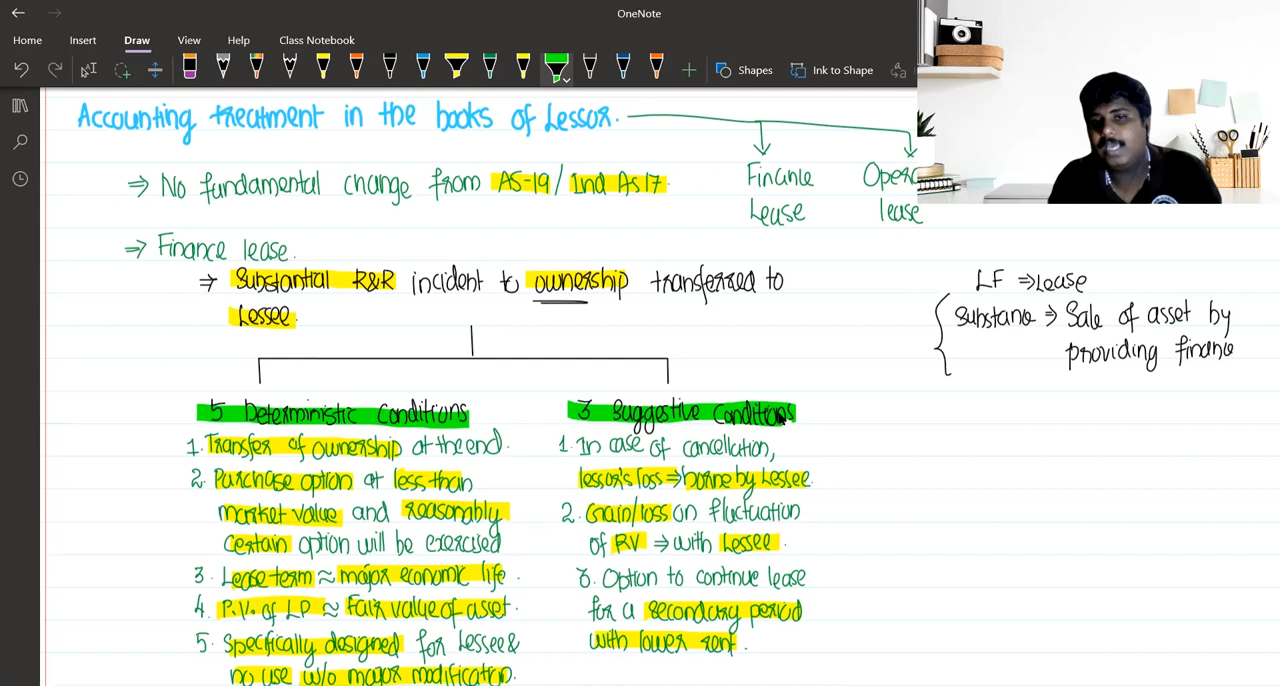 OneNote
Home Insert Draw View Help Class Notebook
Shapes Ink to Shape
Accounting treatment in the books of Lessor.
Finance Lease
Opera lease
⇒ No fundamental change from AS-19/ Ind As 17.
⇒ Finance lease.
→ Substantial R&R incident to ownership transferred to
Lessee.
LF ⇒ Lease
Substance ⇒ Sale of asset by
providing finance
5 Deterministic Conditions
1. Transfer of ownership at the end.
2. Purchase option at less than
market value and reasonably
certain option will be exercised
3. Lease term ≈ major economic life.
4. P.V. of LP ≈ Fair value of asset.
5. Specifically designed for Lessee &
no use w/o major modification.
3 Suggestive Conditions
1. In case of cancellation,
lessor's loss ⇒ borne by Lessee.
2. Gain/loss on fluctuation
of RV ⇒ with Lessee.
3. Option to continue lease
for a secondary period
with lower rent.